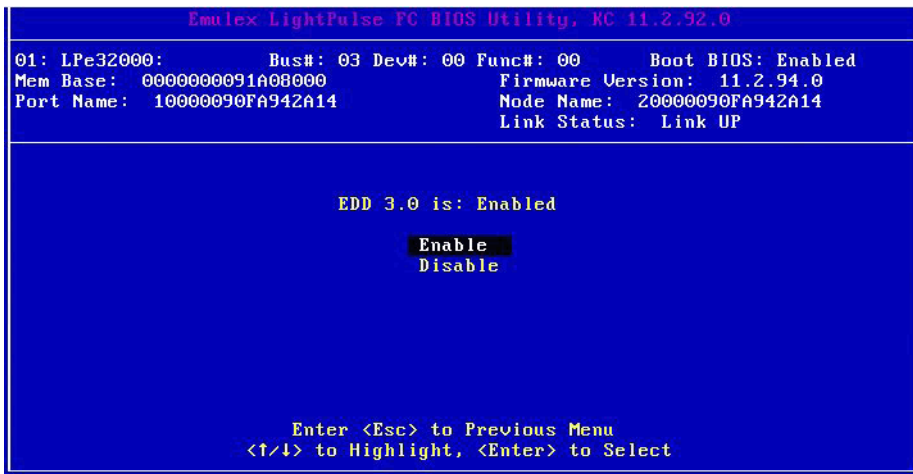 Emulex LightPulse FC BIOS Utility, KC 11.2.92.0
01: LPe32000: Bus#: 03 Dev#: 00 Func#: 00 Boot BIOS: Enabled
Mem Base: 0000000091A08000 Firmware Version: 11.2.94.0
Port Name: 10000090FA942A14 Node Name: 20000090FA942A14
Link Status: Link UP
EDD 3.0 is: Enabled
Enable
Disable
Enter <Esc> to Previous Menu
<↑/↓> to Highlight, <Enter> to Select